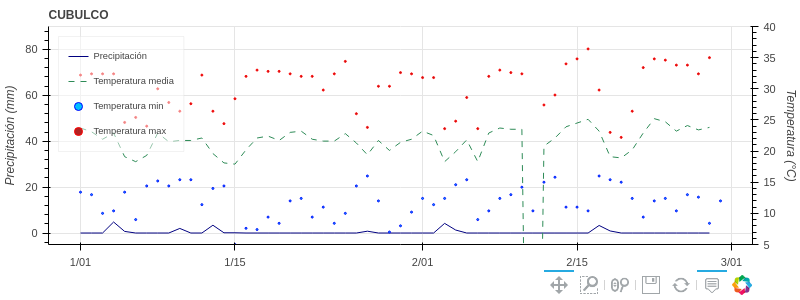 CUBULCO
Precipitación
Temperatura media
Temperatura min
Temperatura max
Precipitación (mm)
80
60
40
20
0
40
35
30
25
20
15
10
5
Temperatura (°C)
1/01 1/15 2/01 2/15 3/01